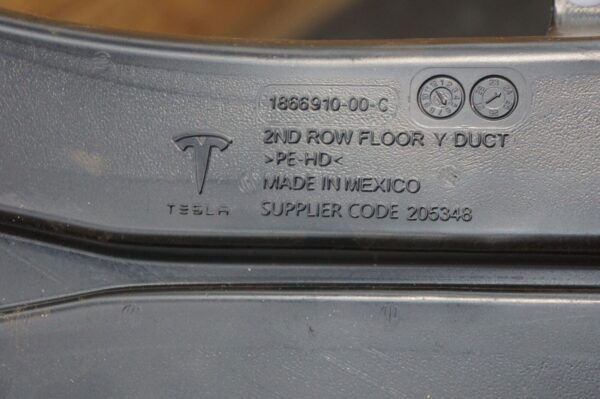 1866910-00-C
2ND ROW FLOOR Y DUCT
>PE-HD<
MADE IN MEXICO
TESLA SUPPLIER CODE 205348